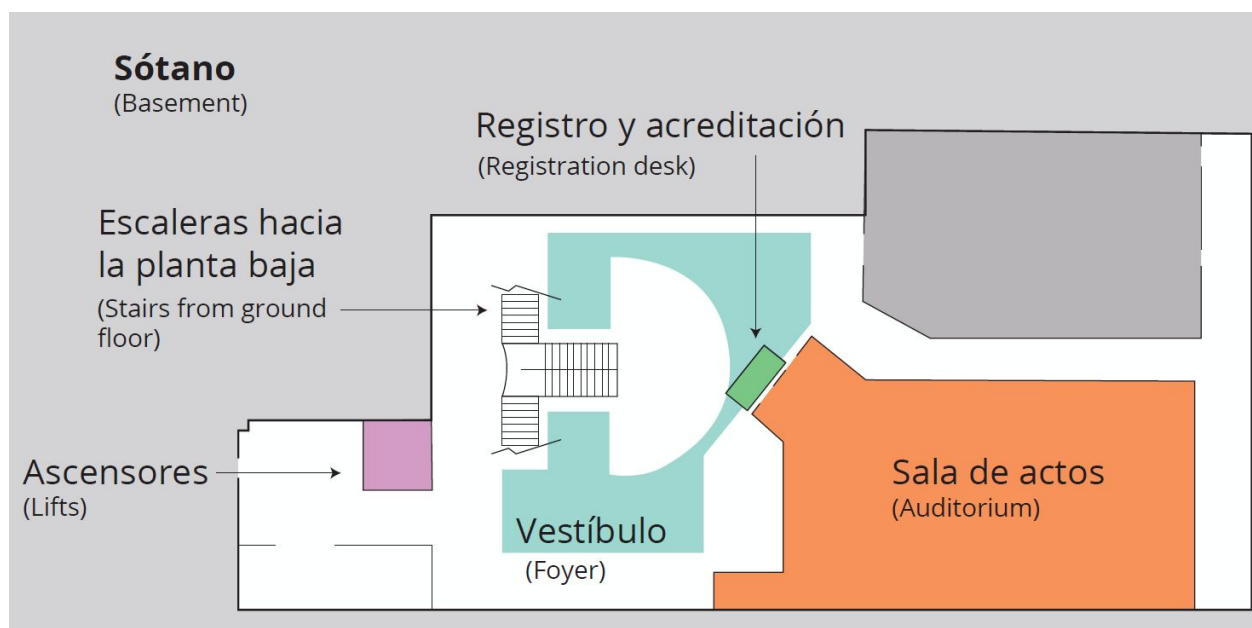 Sótano
(Basement)
Registro y acreditación
(Registration desk)
Escaleras hacia
la planta baja
(Stairs from ground
floor)
Ascensores
(Lifts)
Vestíbulo
(Foyer)
Sala de actos
(Auditorium)